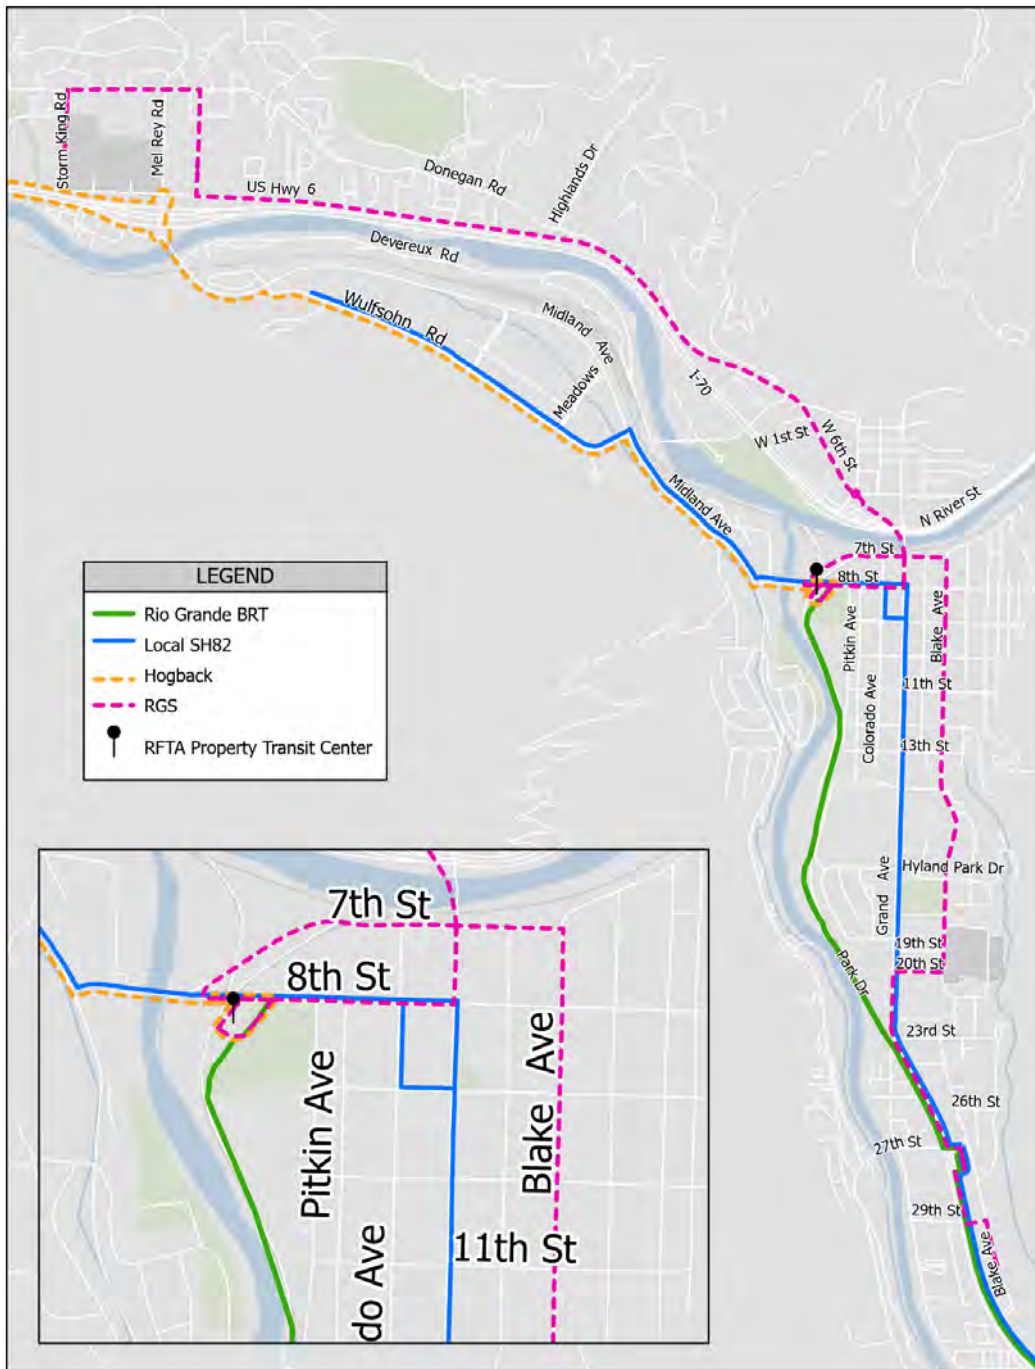 Storm King Rd
Mel Rey Rd
US Hwy 6
Donegan Rd
Highlands Dr
Devereux Rd
Wulfsohn Rd
Midland Ave
Meadows
I-70
W 1st St
W 6th St
N River St
Midland Ave
7th St
8th St
Pitkin Ave
Blake Ave
Colorado Ave
11th St
13th St
Hyland Park Dr
Grand Ave
19th St
20th St
Park Dr
23rd St
26th St
27th St
29th St
Blake Ave
LEGEND
Rio Grande BRT
Local SH82
Hogback
RGS
RFTA Property Transit Center
7th St
8th St
Pitkin Ave
Blake Ave
11th St
do Ave